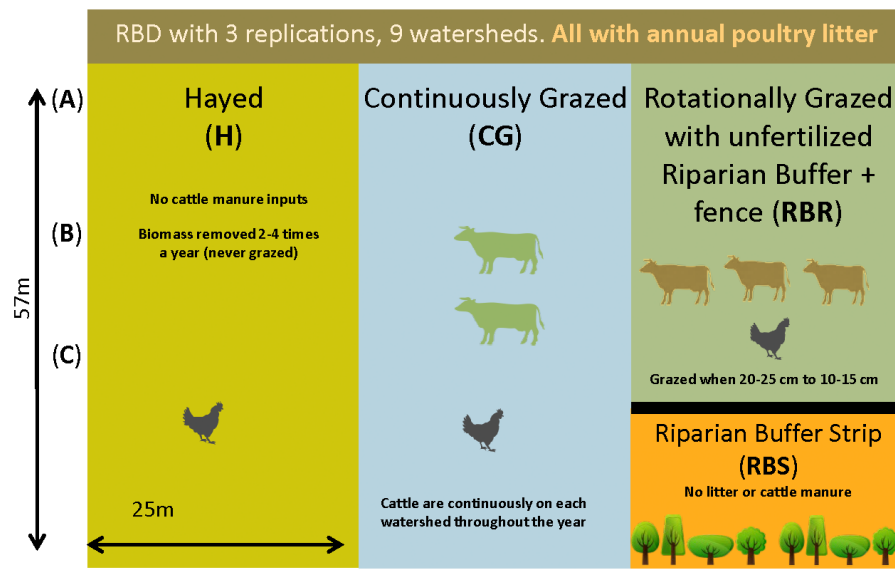 RBD with 3 replications, 9 watersheds. All with annual poultry litter
(A)
(B)
(C)
57m
Hayed
(H)
No cattle manure inputs
Biomass removed 2-4 times
a year (never grazed)
25m
Continuously Grazed
(CG)
Cattle are continuously on each
watershed throughout the year
Rotationally Grazed
with unfertilized
Riparian Buffer +
fence (RBR)
Grazed when 20-25 cm to 10-15 cm
Riparian Buffer Strip
(RBS)
No litter or cattle manure